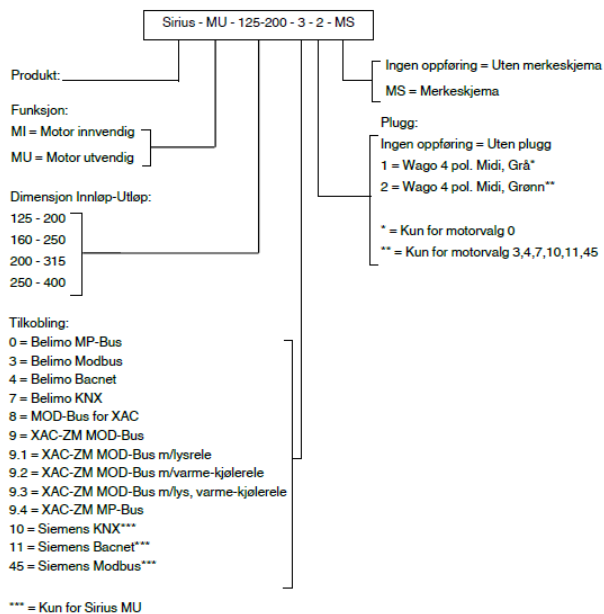 Sirius - MU - 125-200 - 3 - 2 - MS
Produkt:
Funksjon:
MI = Motor innvendig
MU = Motor utvendig
Dimensjon Innløp-Utløp:
125 - 200
160 - 250
200 - 315
250 - 400
Tilkobling:
0 = Belimo MP-Bus
3 = Belimo Modbus
4 = Belimo Bacnet
7 = Belimo KNX
8 = MOD-Bus for XAC
9 = XAC-ZM MOD-Bus
9.1 = XAC-ZM MOD-Bus m/lysrele
9.2 = XAC-ZM MOD-Bus m/varme-kjølerele
9.3 = XAC-ZM MOD-Bus m/lys, varme-kjølerele
9.4 = XAC-ZM MP-Bus
10 = Siemens KNX***
11 = Siemens Bacnet***
45 = Siemens Modbus***
*** = Kun for Sirius MU
Ingen oppføring = Uten merkeskjema
MS = Merkeskjema
Plugg:
Ingen oppføring = Uten plugg
1 = Wago 4 pol. Midi, Grå*
2 = Wago 4 pol. Midi, Grønn**
* = Kun for motorvalg 0
** = Kun for motorvalg 3,4,7,10,11,45